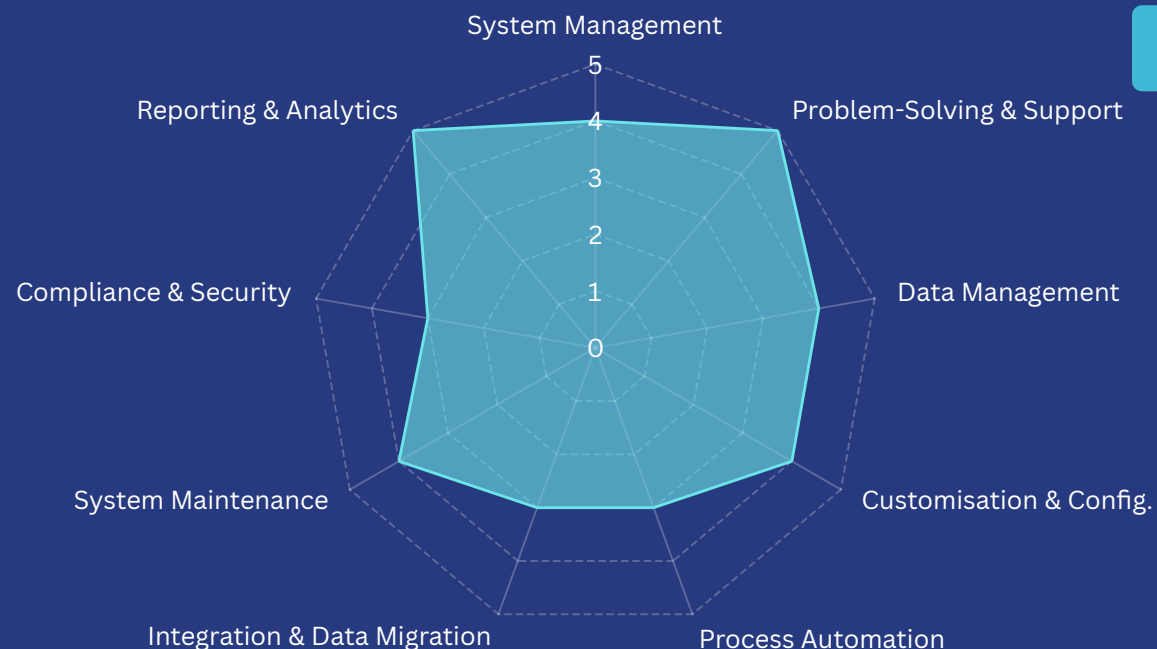 System Management
5
Reporting & Analytics
Problem-Solving & Support
4
3
2
Compliance & Security
1
Data Management
0
System Maintenance
Customisation & Config.
Integration & Data Migration
Process Automation